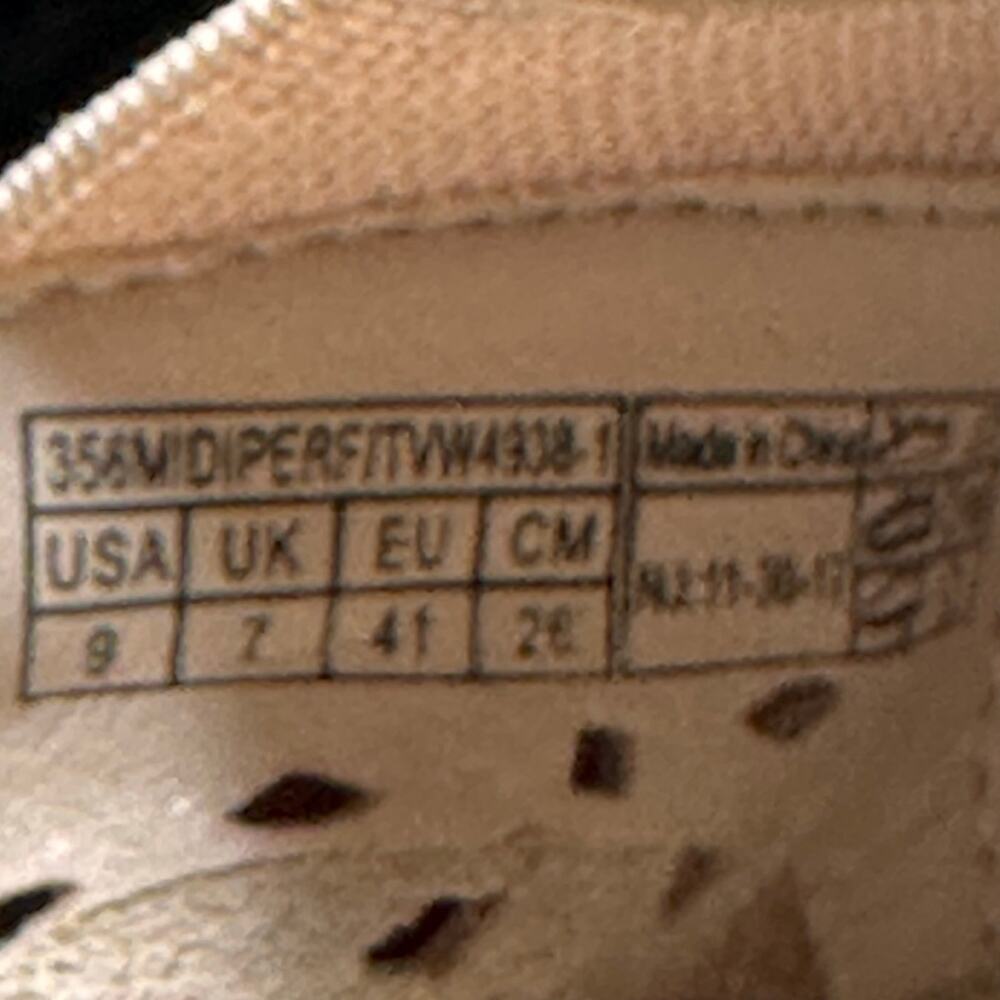 356MIDIPERFITVW4938-1
Made in China
USA UK EU CM
9 7 41 26